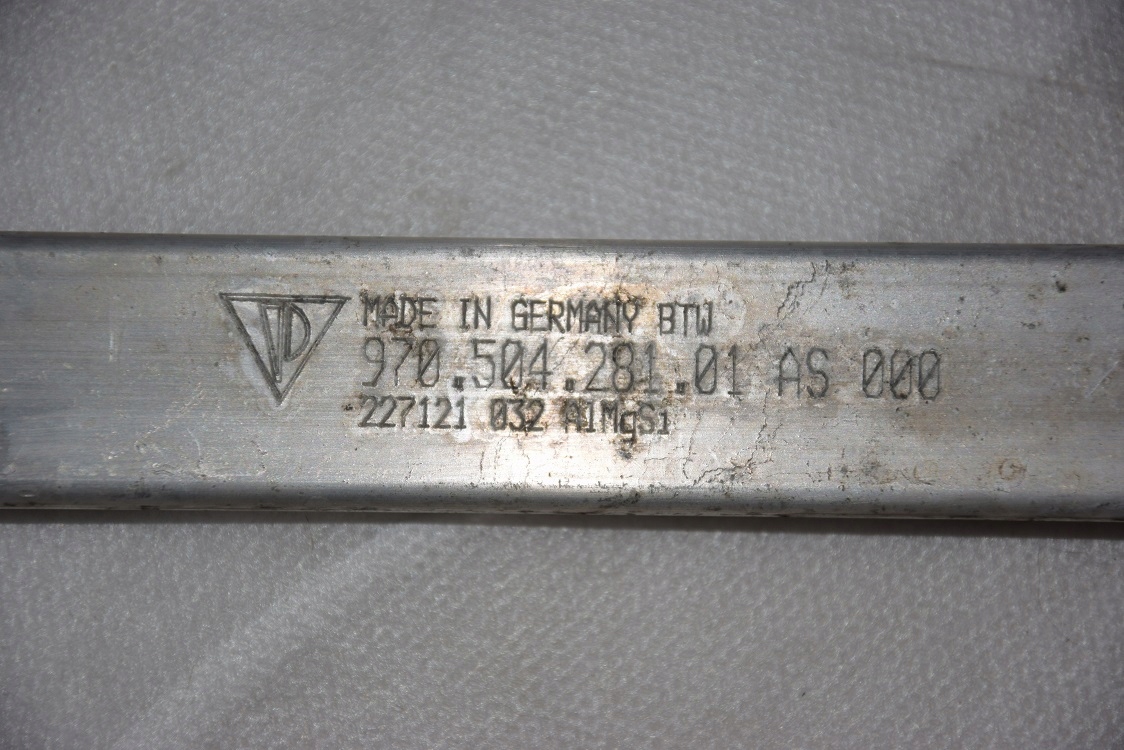 MADE IN GERMANY BTW
970.504.281.01 AS 000
227121 032 AlMgSi